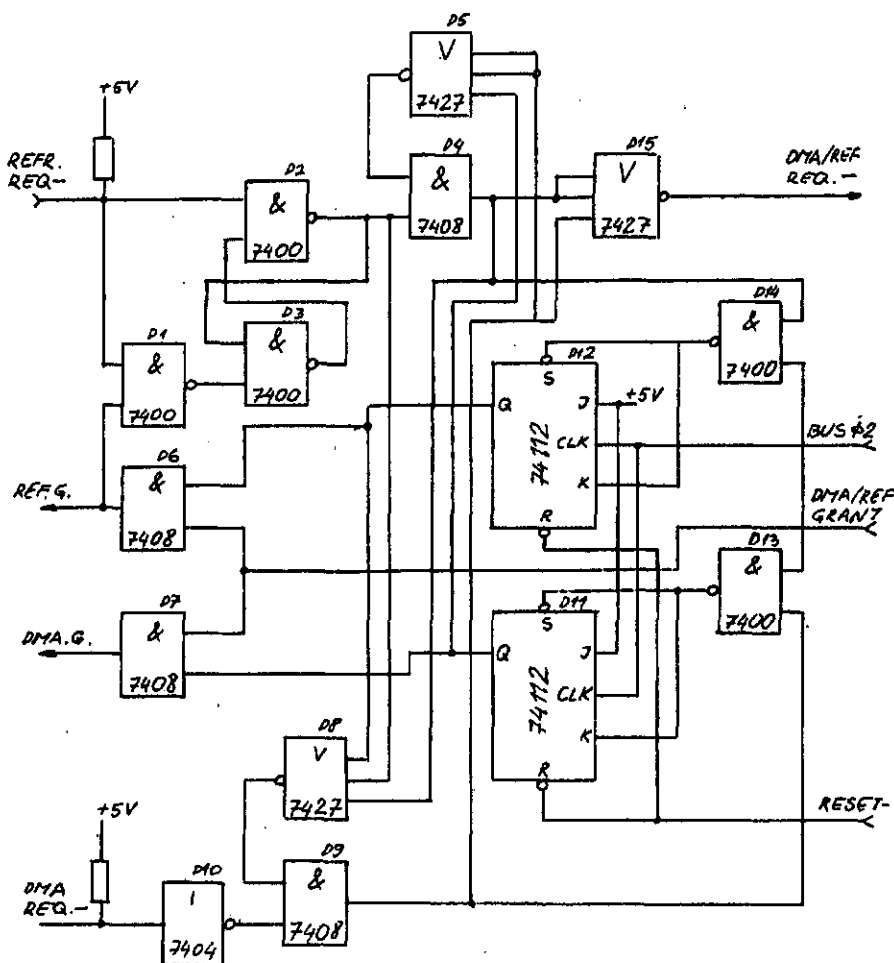 D5
V
7427
+5V
REFR.
REQ-
D2
&
7400
D4
&
7408
D15
V
7427
DMA/REF
REQ.-
D1
&
7400
D3
&
7400
D14
&
7400
D12
S
Q
J
+5V
74112
CLK
K
R
BUS φ2
D6
&
7408
REF.G.
DMA/REF
GRANT
D13
&
7400
D7
&
7408
DMA.G.
D11
S
Q
J
74112
CLK
K
R
D8
V
7427
RESET-
+5V
D9
&
7408
DMA
REQ.-
D10
1
7404